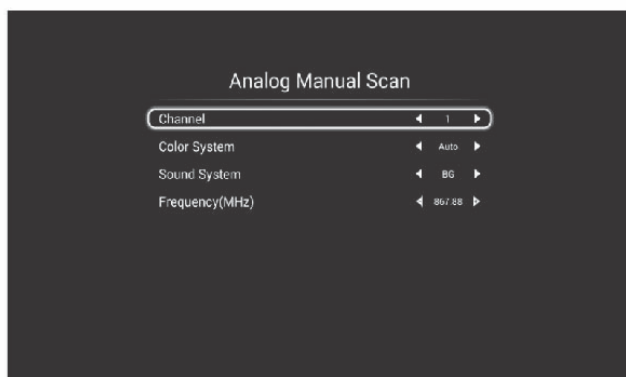 Analog Manual Scan
Channel 1
Color System Auto
Sound System BG
Frequency(MHz) 867.88